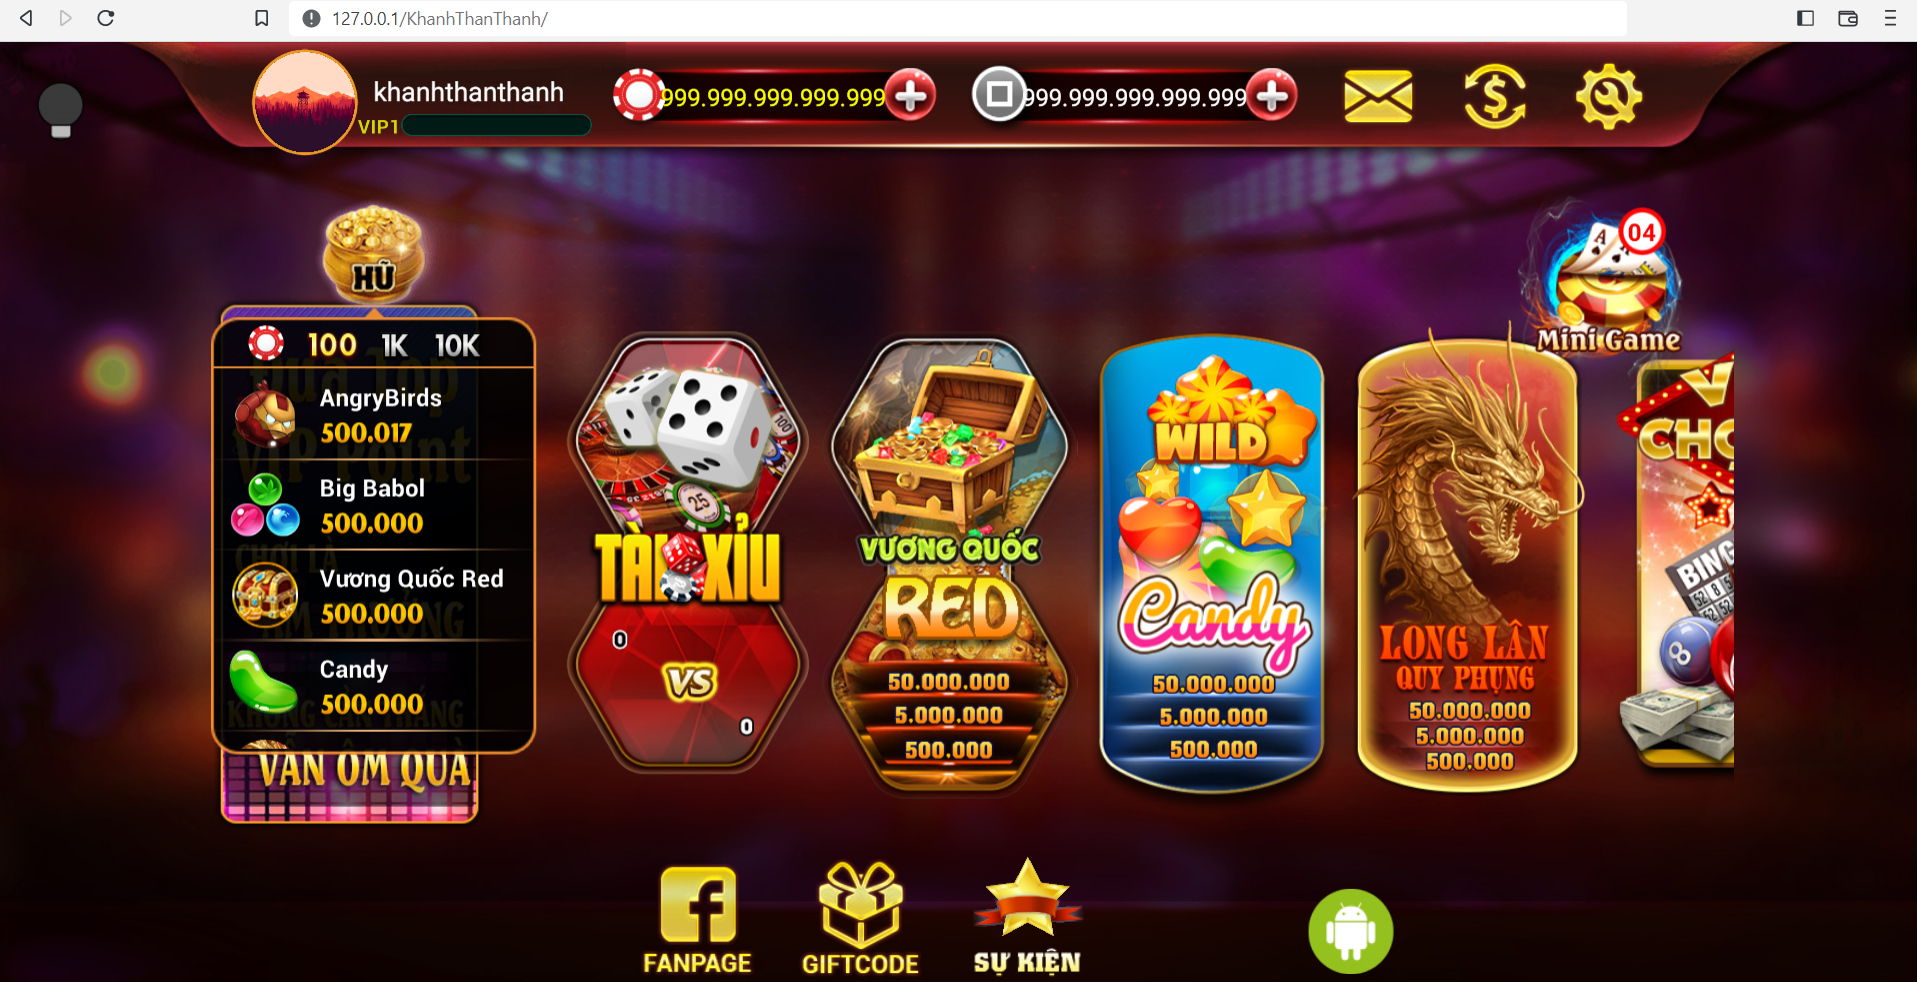 127.0.0.1/KhanhThanThanh/
khanhthanthanh
VIP1
999.999.999.999.999
999.999.999.999.999
HŨ
100 1K 10K
AngryBirds
500.017
Big Babol
500.000
Vương Quốc Red
500.000
Candy
500.000
VẪN ÔM QUÀ
TÀI XỈU
25
100
0
VS
0
VƯƠNG QUỐC
RED
50.000.000
5.000.000
500.000
WILD
Candy
50.000.000
5.000.000
500.000
LONG LÂN
QUY PHỤNG
50.000.000
5.000.000
500.000
A
04
Mini Game
BING
8
FANPAGE
GIFTCODE
SỰ KIỆN